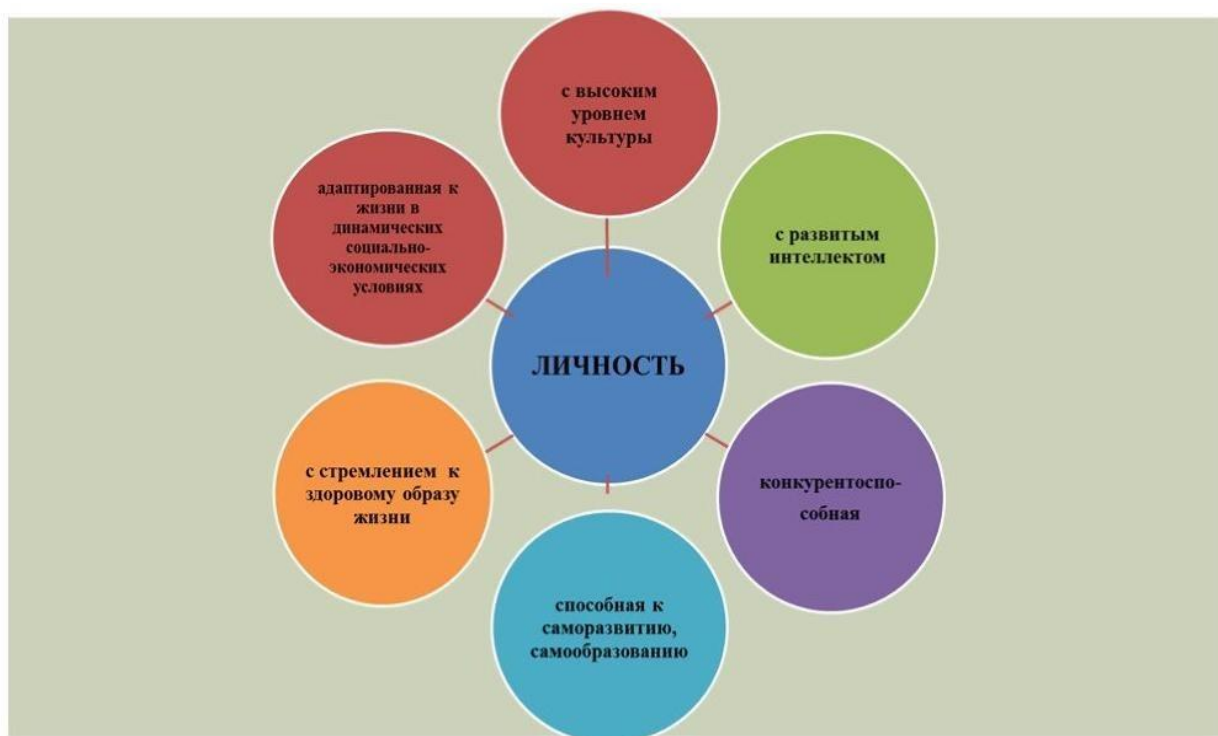 с высоким
уровнем
культуры
адаптированная к
жизни в
динамических
социально-
экономических
условиях
с развитым
интеллектом
ЛИЧНОСТЬ
с стремлением к
здоровому образу
жизни
конкурентоспо-
собная
способная к
саморазвитию,
самообразованию